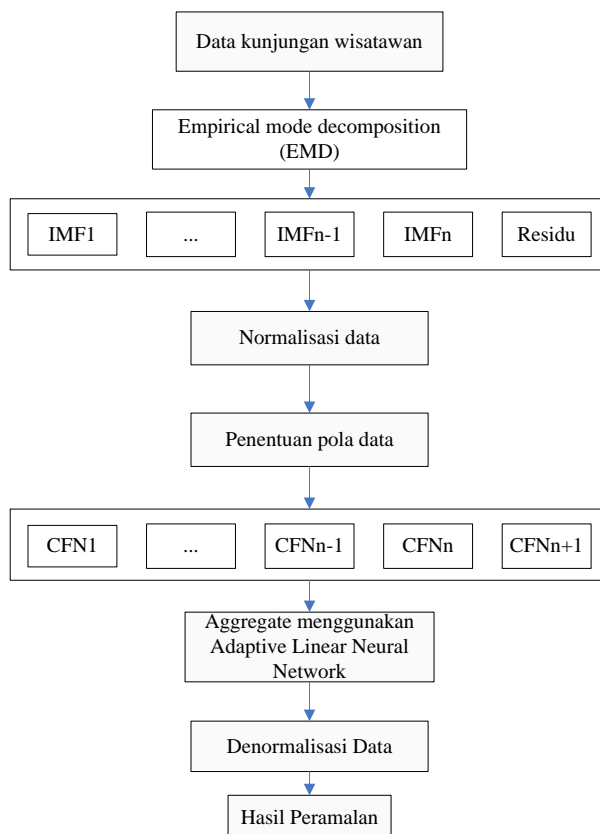 Data kunjungan wisatawan
Empirical mode decomposition
(EMD)
IMF1
...
IMFn-1
IMFn
Residu
Normalisasi data
Penentuan pola data
CFN1
...
CFNn-1
CFNn
CFNn+1
Aggregate menggunakan
Adaptive Linear Neural
Network
Denormalisasi Data
Hasil Peramalan